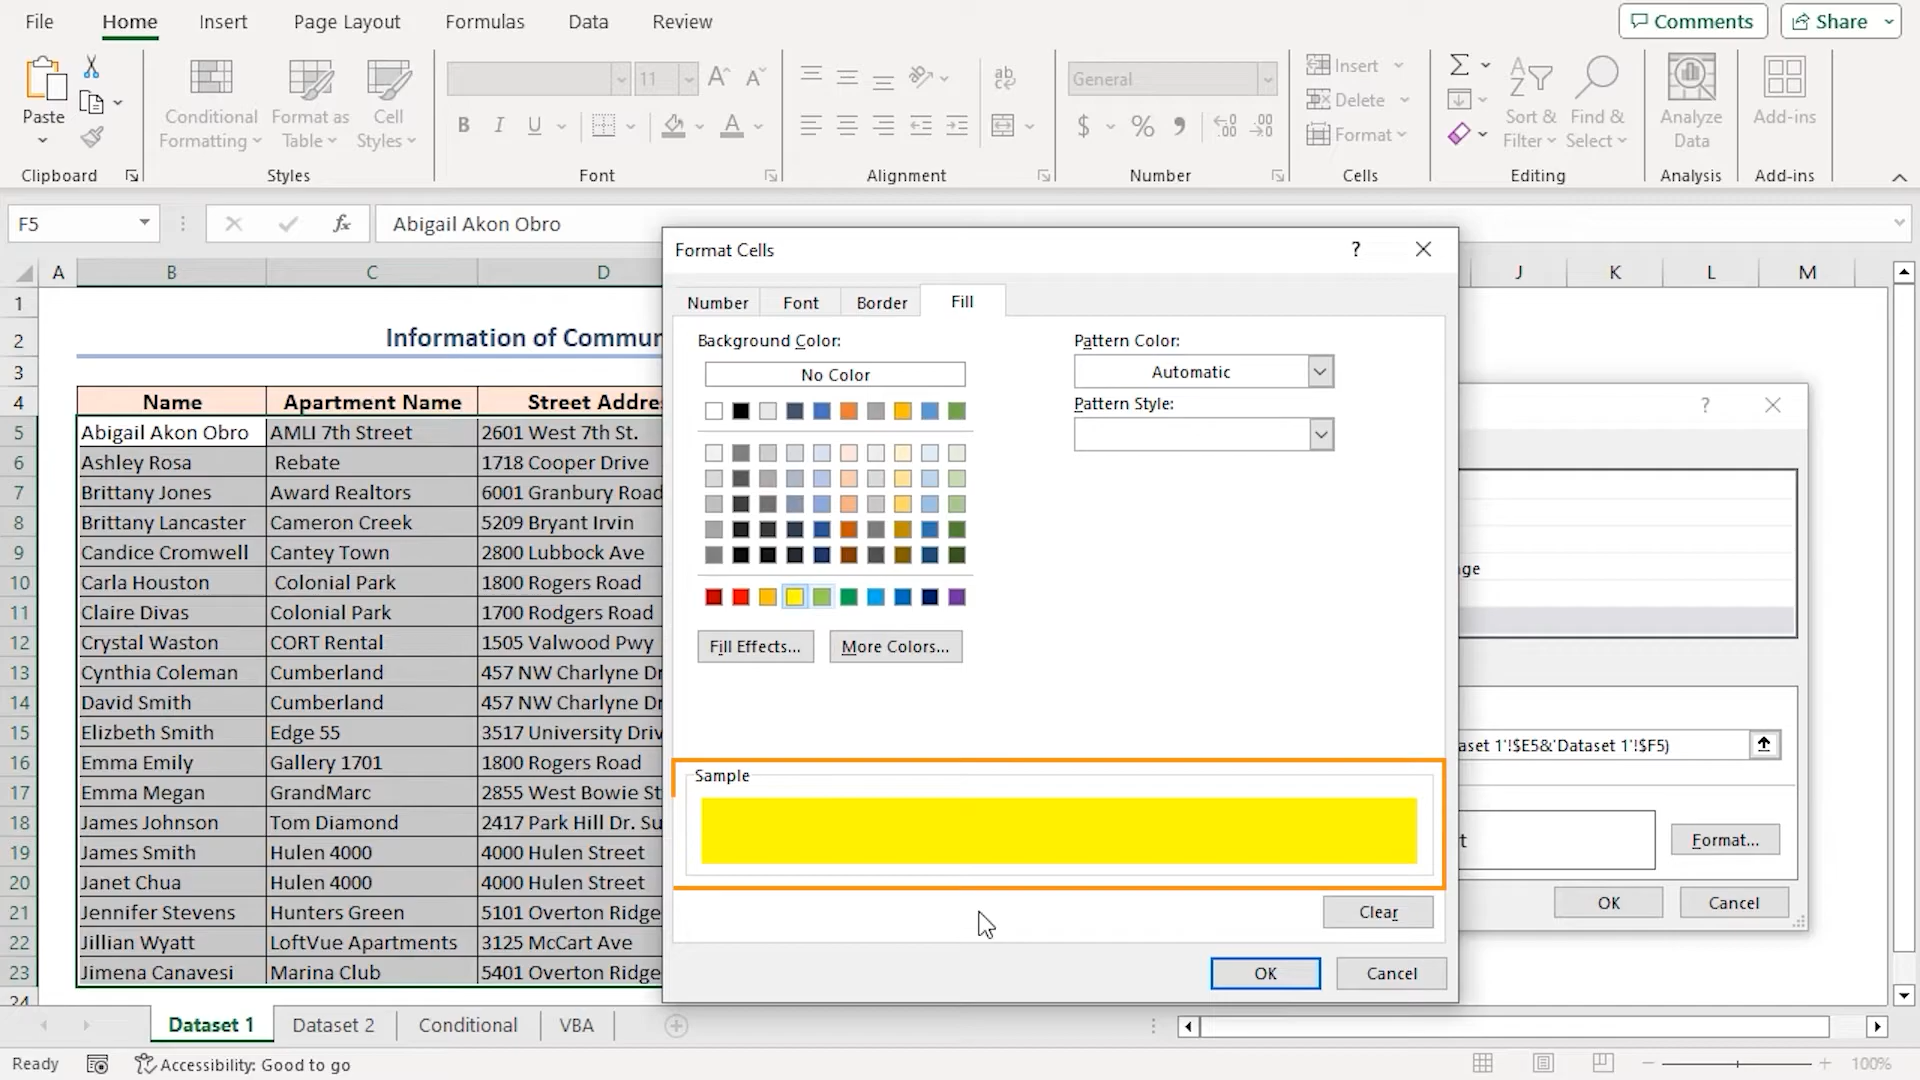 File Home Insert Page Layout Formulas Data Review Comments Share
Paste
Clipboard
Conditional Formatting
Format as Table
Cell Styles
Styles
11 A A
B I U A
Font
ab
Alignment
General
$ % 9
Number
Insert
Delete
Format
Cells
Sort & Filter
Find & Select
Editing
Analyze Data
Analysis
Add-ins
Add-ins
F5 fx Abigail Akon Obro
A B C D J K L M
1
2 Information of Commun
3
4 Name Apartment Name Street Addre
5 Abigail Akon Obro AMLI 7th Street 2601 West 7th St.
6 Ashley Rosa Rebate 1718 Cooper Drive
7 Brittany Jones Award Realtors 6001 Granbury Road
8 Brittany Lancaster Cameron Creek 5209 Bryant Irvin
9 Candice Cromwell Cantey Town 2800 Lubbock Ave
10 Carla Houston Colonial Park 1800 Rogers Road
11 Claire Divas Colonial Park 1700 Rodgers Road
12 Crystal Waston CORT Rental 1505 Valwood Pwy
13 Cynthia Coleman Cumberland 457 NW Charlyne Dr
14 David Smith Cumberland 457 NW Charlyne Dr
15 Elizbeth Smith Edge 55 3517 University Driv
16 Emma Emily Gallery 1701 1800 Rogers Road
17 Emma Megan GrandMarc 2855 West Bowie St
18 James Johnson Tom Diamond 2417 Park Hill Dr. Su
19 James Smith Hulen 4000 4000 Hulen Street
20 Janet Chua Hulen 4000 4000 Hulen Street
21 Jennifer Stevens Hunters Green 5101 Overton Ridge
22 Jillian Wyatt LoftVue Apartments 3125 McCart Ave
23 Jimena Canavesi Marina Club 5401 Overton Ridge
24
Format Cells ? ×
Number Font Border Fill
Background Color:
No Color
Fill Effects... More Colors...
Pattern Color:
Automatic
Pattern Style:
Sample
Clear
OK Cancel
? ×
nge
aset 1'!$E5&'Dataset 1'!$F5)
t Format...
OK Cancel
Dataset 1 Dataset 2 Conditional VBA
Ready Accessibility: Good to go 100%